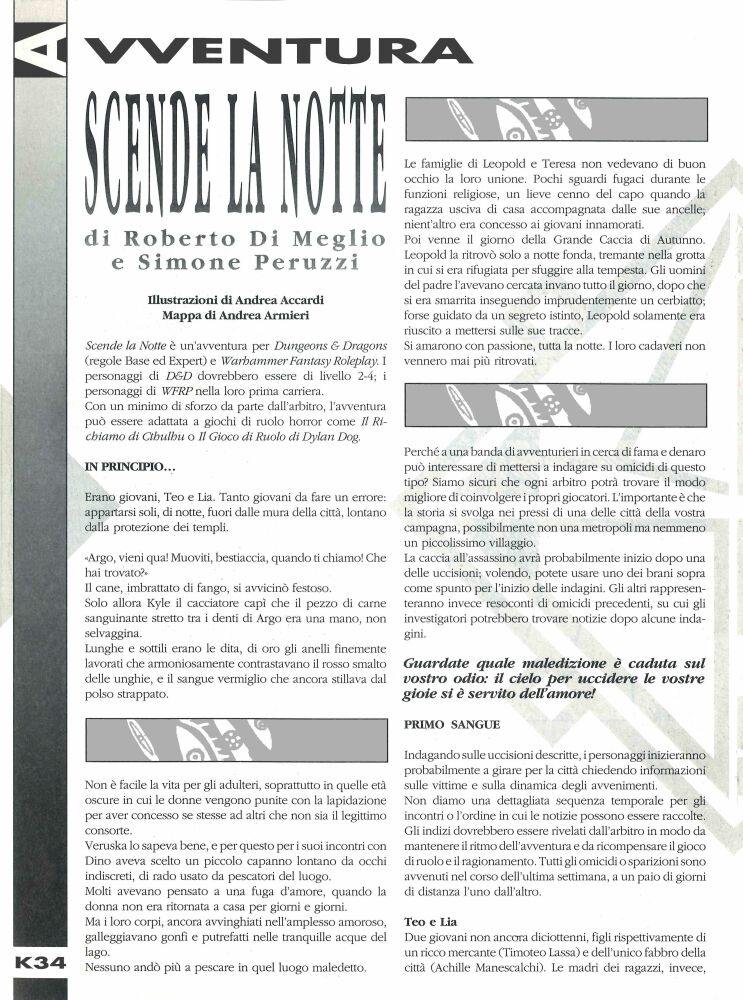 AVVENTURA
SCENDE LA NOTTE
di Roberto Di Meglio
e Simone Peruzzi
Illustrazioni di Andrea Accardi
Mappa di Andrea Armieri
Scende la Notte è un'avventura per Dungeons & Dragons
(regole Base ed Expert) e Warhammer Fantasy Roleplay. I
personaggi di D&D dovrebbero essere di livello 2-4; i
personaggi di WFRP nella loro prima carriera.
Con un minimo di sforzo da parte dall'arbitro, l'avventura
può essere adattata a giochi di ruolo horror come Il Ri-
chiamo di Cthulhu o Il Gioco di Ruolo di Dylan Dog.
IN PRINCIPIO...
Erano giovani, Teo e Lia. Tanto giovani da fare un errore:
appartarsi soli, di notte, fuori dalle mura della città, lontano
dalla protezione dei templi.
«Argo, vieni qua! Muoviti, bestiaccia, quando ti chiamo! Che
hai trovato?»
Il cane, imbrattato di fango, si avvicinò festoso.
Solo allora Kyle il cacciatore capì che il pezzo di carne
sanguinante stretto tra i denti di Argo era una mano, non
selvaggina.
Lunghe e sottili erano le dita, di oro gli anelli finemente
lavorati che armoniosamente contrastavano il rosso smalto
delle unghie, e il sangue vermiglio che ancora stillava dal
polso strappato.
Non è facile la vita per gli adulteri, soprattutto in quelle età
oscure in cui le donne vengono punite con la lapidazione
per aver concesso se stesse ad altri che non sia il legittimo
consorte.
Veruska lo sapeva bene, e per questo per i suoi incontri con
Dino aveva scelto un piccolo capanno lontano da occhi
indiscreti, di rado usato da pescatori del luogo.
Molti avevano pensato a una fuga d'amore, quando la
donna non era ritornata a casa per giorni e giorni.
Ma i loro corpi, ancora avvinghiati nell'amplesso amoroso,
galleggiavano gonfi e putrefatti nelle tranquille acque del
lago.
Nessuno andò più a pescare in quel luogo maledetto.
Le famiglie di Leopold e Teresa non vedevano di buon
occhio la loro unione. Pochi sguardi fugaci durante le
funzioni religiose, un lieve cenno del capo quando la
ragazza usciva di casa accompagnata dalle sue ancelle;
nient'altro era concesso ai giovani innamorati.
Poi venne il giorno della Grande Caccia di Autunno.
Leopold la ritrovò solo a notte fonda, tremante nella grotta
in cui si era rifugiata per sfuggire alla tempesta. Gli uomini
del padre l'avevano cercata invano tutto il giorno, dopo che
si era smarrita inseguendo imprudentemente un cerbiatto;
forse guidato da un segreto istinto, Leopold solamente era
riuscito a mettersi sulle sue tracce.
Si amarono con passione, tutta la notte. I loro cadaveri non
vennero mai più ritrovati.
Perché a una banda di avventurieri in cerca di fama e denaro
può interessare di mettersi a indagare su omicidi di questo
tipo? Siamo sicuri che ogni arbitro potrà trovare il modo
migliore di coinvolgere i propri giocatori. L'importante è che
la storia si svolga nei pressi di una delle città della vostra
campagna, possibilmente non una metropoli ma nemmeno
un piccolissimo villaggio.
La caccia all'assassino avrà probabilmente inizio dopo una
delle uccisioni; volendo, potete usare uno dei brani sopra
come spunto per l'inizio delle indagini. Gli altri rappresen-
teranno invece resoconti di omicidi precedenti, su cui gli
investigatori potrebbero trovare notizie dopo alcune inda-
gini.
Guardate quale maledizione è caduta sul
vostro odio: il cielo per uccidere le vostre
gioie si è servito dell'amore!
PRIMO SANGUE
Indagando sulle uccisioni descritte, i personaggi inizieranno
probabilmente a girare per la città chiedendo informazioni
sulle vittime e sulla dinamica degli avvenimenti.
Non diamo una dettagliata sequenza temporale per gli
incontri o l'ordine in cui le notizie possono essere raccolte.
Gli indizi dovrebbero essere rivelati dall'arbitro in modo da
mantenere il ritmo dell'avventura e da ricompensare il gioco
di ruolo e il ragionamento. Tutti gli omicidi o sparizioni sono
avvenuti nel corso dell'ultima settimana, a un paio di giorni
di distanza l'uno dall'altro.
Teo e Lia
Due giovani non ancora diciottenni, figli rispettivamente di
un ricco mercante (Timoteo Lassa) e dell'unico fabbro della
città (Achille Manescalchi). Le madri dei ragazzi, invece,
K34